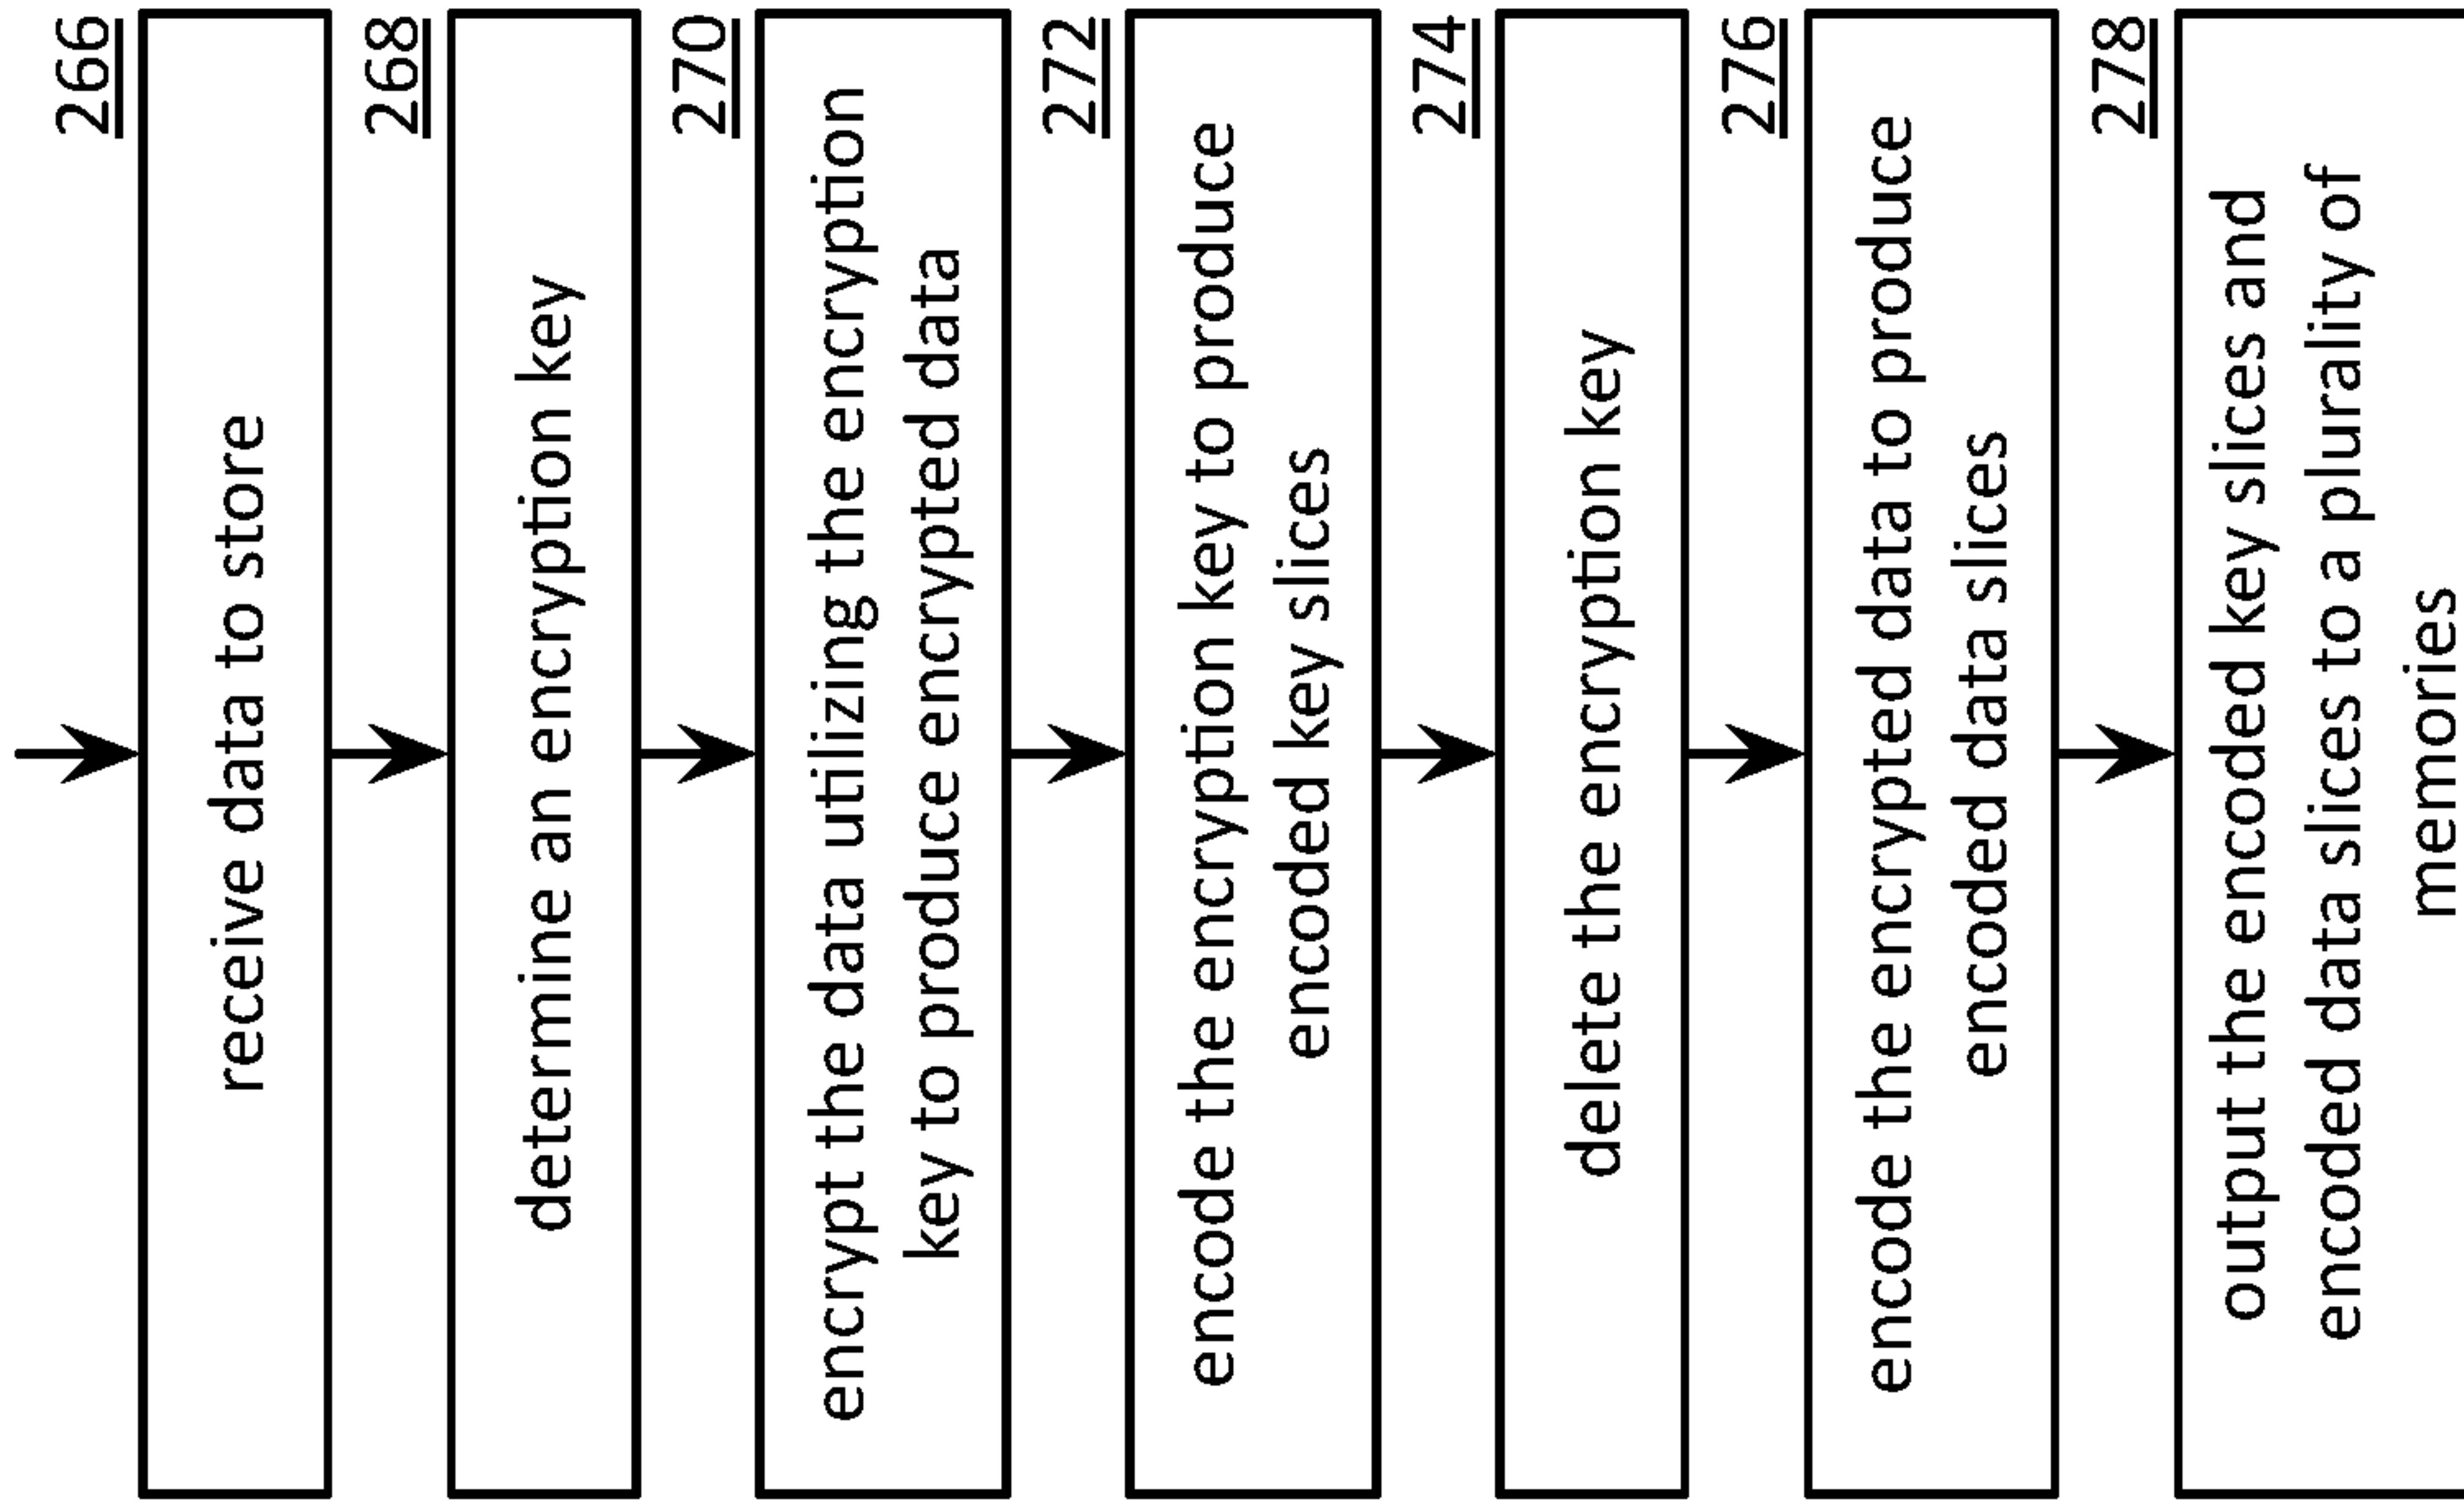 266
receive data to store
268
determine an encryption key
270
encrypt the data utilizing the encryption
key to produce encrypted data
272
encode the encryption key to produce
encoded key slices
274
delete the encryption key
276
encode the encrypted data to produce
encoded data slices
278
output the encoded key slices and
encoded data slices to a plurality of
memories